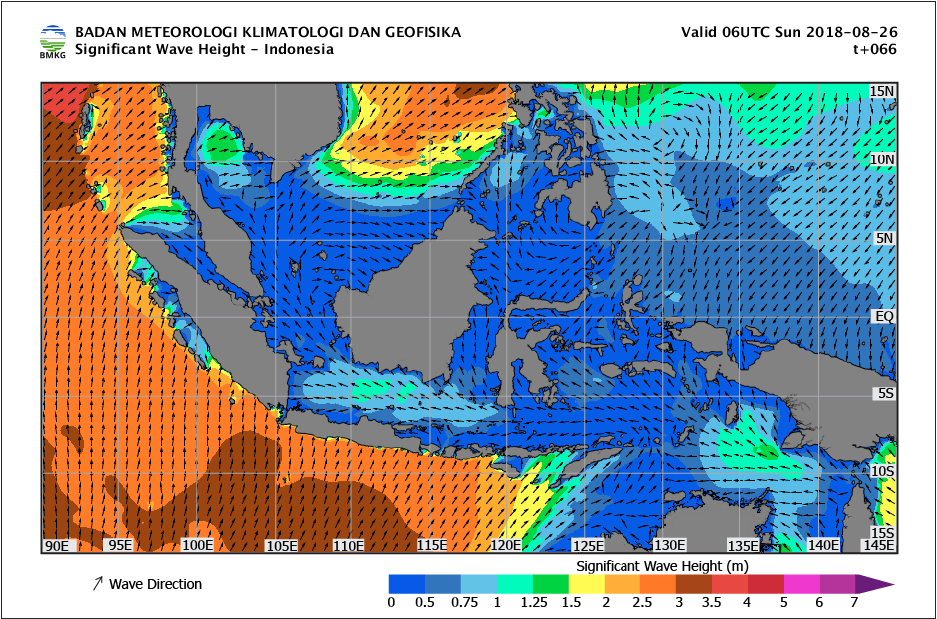 BADAN METEOROLOGI KLIMATOLOGI DAN GEOFISIKA
Significant Wave Height – Indonesia
BMKG
Valid 06UTC Sun 2018-08-26
t+066
15N
10N
5N
EQ
5S
10S
15S
90E 95E 100E 105E 110E 115E 120E 125E 130E 135E 140E 145E
Wave Direction
Significant Wave Height (m)
0 0.5 0.75 1 1.25 1.5 2 2.5 3 3.5 4 5 6 7